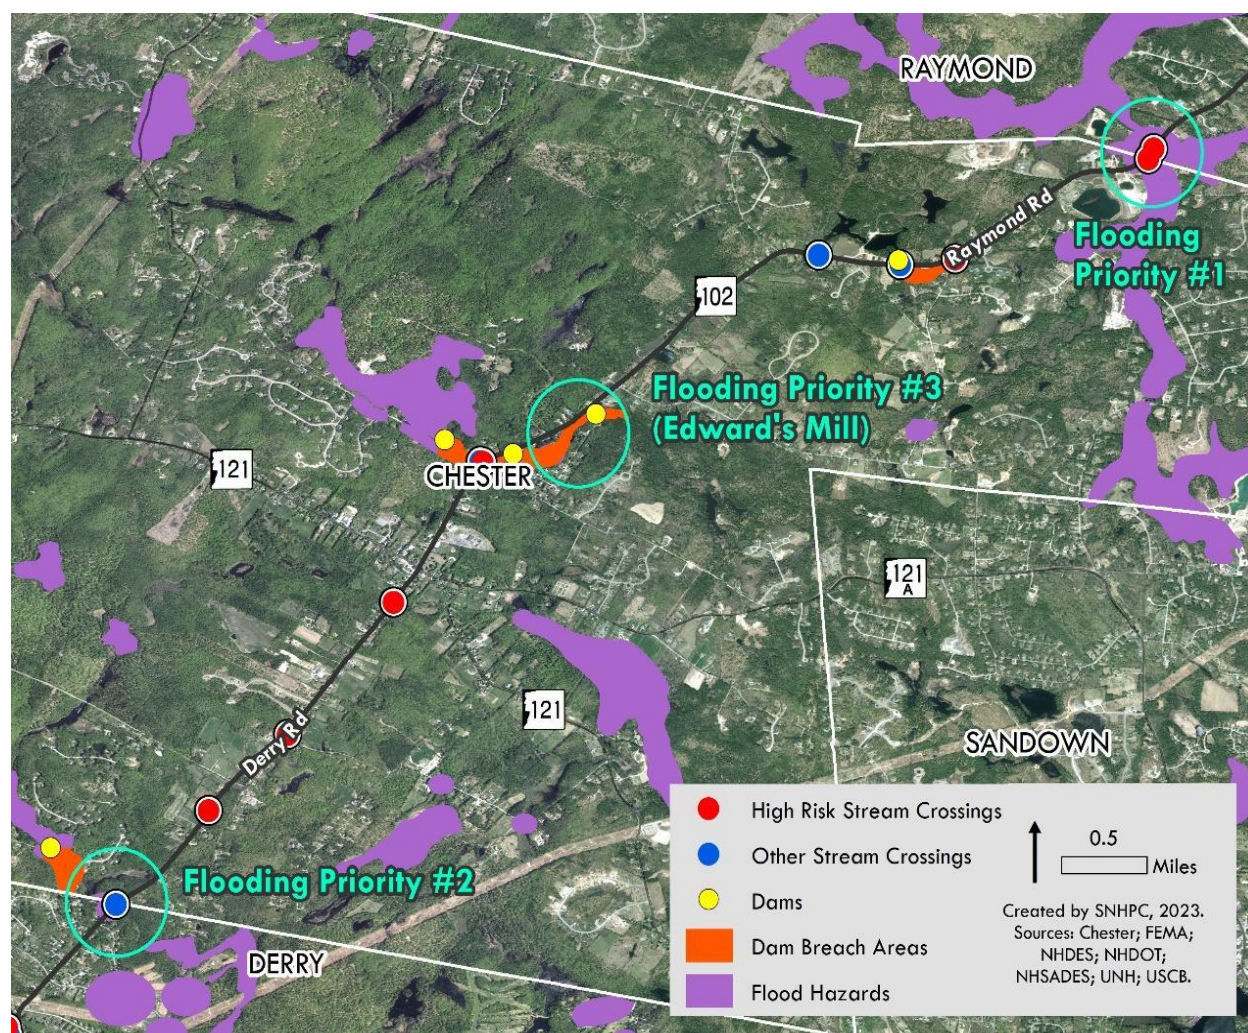 RAYMOND
Raymond Rd
Flooding
Priority #1
102
Flooding Priority #3
(Edward's Mill)
121
CHESTER
121
A
121
Derry Rd
SANDOWN
Flooding Priority #2
DERRY
High Risk Stream Crossings
Other Stream Crossings
Dams
Dam Breach Areas
Flood Hazards
0.5
Miles
Created by SNHPC, 2023.
Sources: Chester; FEMA;
NHDES; NHDOT;
NHSADES; UNH; USCB.